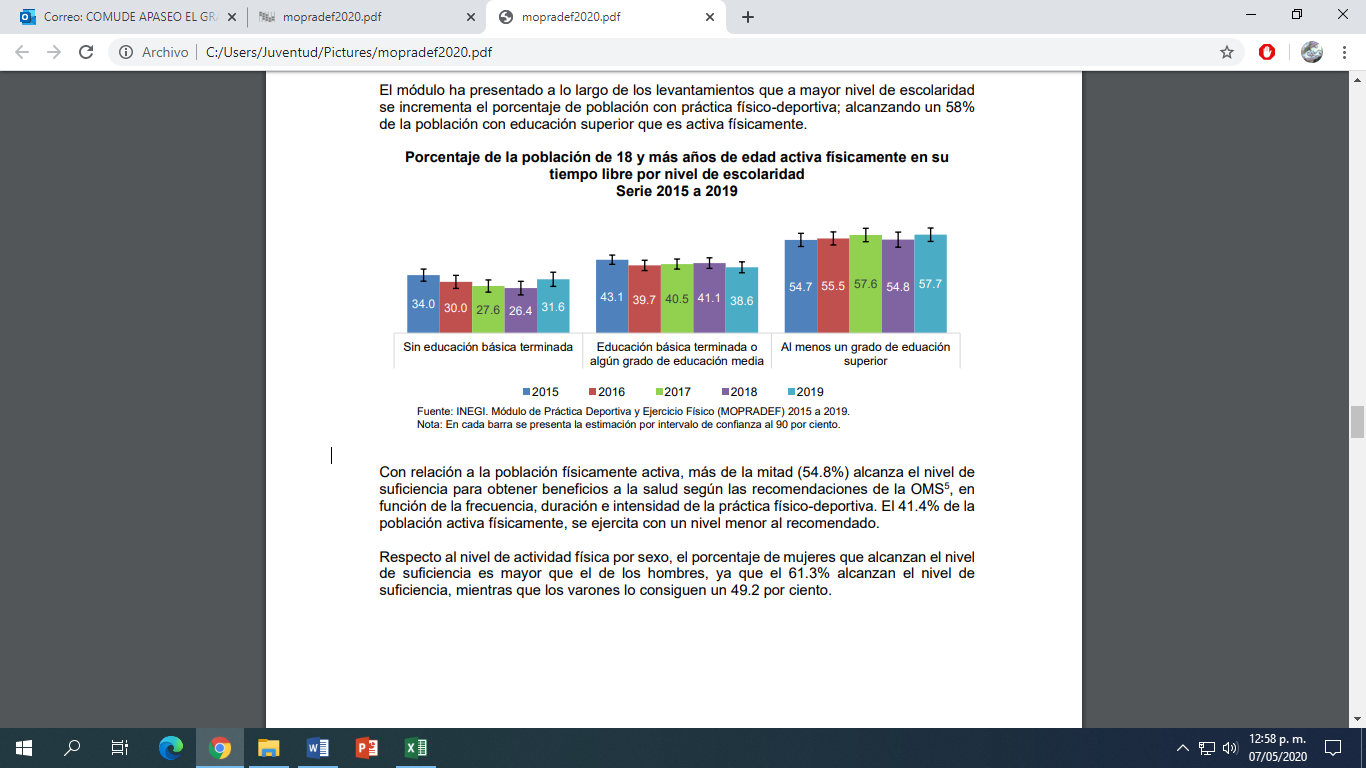 Correo: COMUDE APASEO EL GR
mopradef2020.pdf
mopradef2020.pdf
Archivo
C:/Users/Juventud/Pictures/mopradef2020.pdf
El módulo ha presentado a lo largo de los levantamientos que a mayor nivel de escolaridad
se incrementa el porcentaje de población con práctica físico-deportiva; alcanzando un 58%
de la población con educación superior que es activa físicamente.
Porcentaje de la población de 18 y más años de edad activa físicamente en su
tiempo libre por nivel de escolaridad
Serie 2015 a 2019
34.0 30.0 27.6 26.4 31.6
43.1 39.7 40.5 41.1 38.6
54.7 55.5 57.6 54.8 57.7
Sin educación básica terminada
Educación básica terminada o
algún grado de educación media
Al menos un grado de eduación
superior
2015 2016 2017 2018 2019
Fuente: INEGI. Módulo de Práctica Deportiva y Ejercicio Físico (MOPRADEF) 2015 a 2019.
Nota: En cada barra se presenta la estimación por intervalo de confianza al 90 por ciento.
Con relación a la población físicamente activa, más de la mitad (54.8%) alcanza el nivel de
suficiencia para obtener beneficios a la salud según las recomendaciones de la OMS⁵, en
función de la frecuencia, duración e intensidad de la práctica físico-deportiva. El 41.4% de la
población activa físicamente, se ejercita con un nivel menor al recomendado.
Respecto al nivel de actividad física por sexo, el porcentaje de mujeres que alcanzan el nivel
de suficiencia es mayor que el de los hombres, ya que el 61.3% alcanzan el nivel de
suficiencia, mientras que los varones lo consiguen un 49.2 por ciento.
12:58 p. m.
07/05/2020